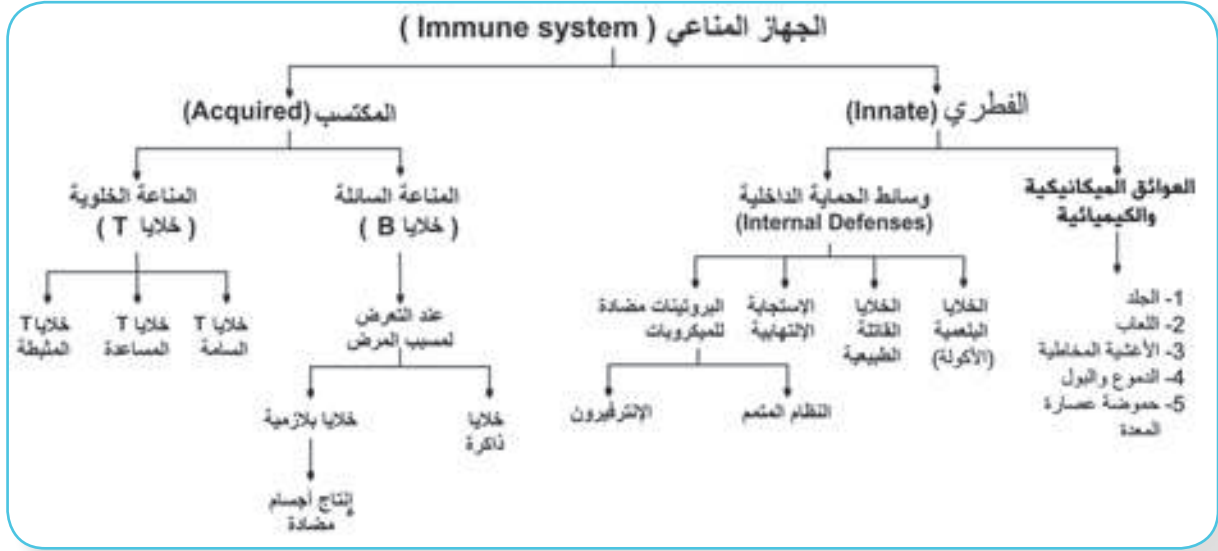 الجهاز المناعي ( Immune system )
الفطري (Innate)
المكتسب (Acquired)
العوائق الميكانيكية
والكيميائية
وسائط الحماية الداخلية
(Internal Defenses)
المناعة السائلة
( خلايا B )
المناعة الخلوية
( خلايا T )
1- الجلد
2- اللعاب
3- الأغشية المخاطية
4- الدموع والبول
5- حموضة عصارة
المعدة
الخلايا
البلعمية
(الأكولة)
الخلايا
القاتلة
الطبيعية
الإستجابة
الإلتهابية
البروتينات مضادة
للميكروبات
النظام المتمم
الإنترفيرون
عند التعرض
لمسبب المرض
خلايا
ذاكرة
خلايا بلازمية
إنتاج أجسام
مضادة
خلايا T
السامة
خلايا T
المساعدة
خلايا T
المثبطة